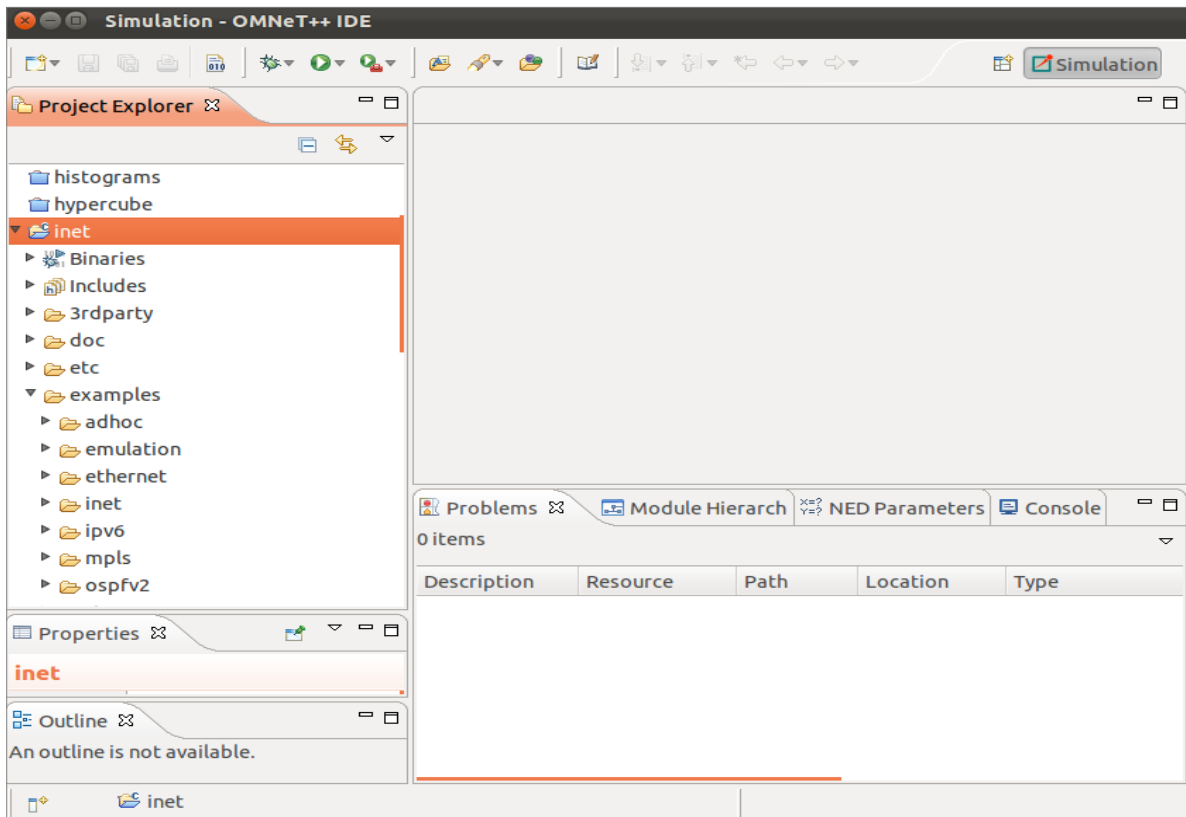 Simulation - OMNeT++ IDE
Simulation
Project Explorer
histograms
hypercube
inet
Binaries
Includes
3rdparty
doc
etc
examples
adhoc
emulation
ethernet
inet
ipv6
mpls
ospfv2
Properties
inet
Outline
An outline is not available.
Problems Module Hierarch NED Parameters Console
0 items
Description Resource Path Location Type
inet